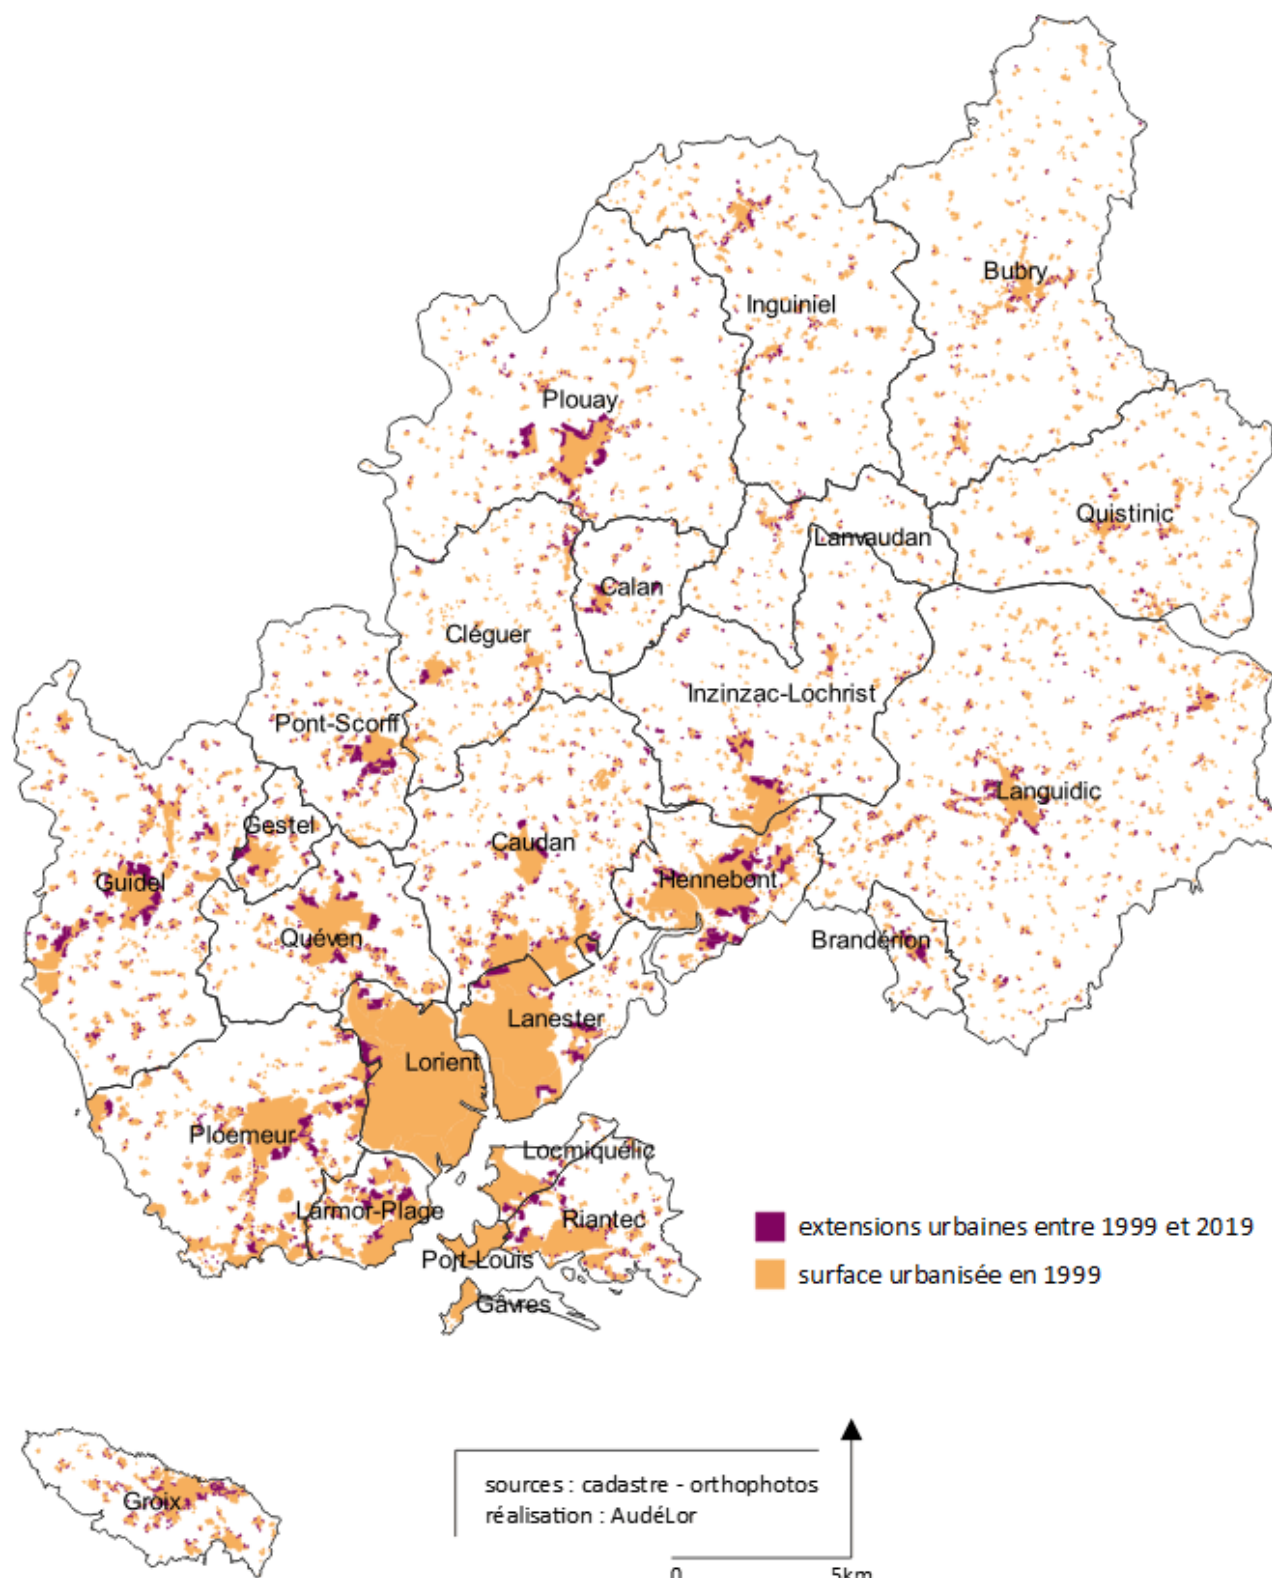 Bubry
Inguiniel
Plouay
Quistinic
Lanvaudan
Calan
Cléguer
Inzinzac-Lochrist
Pont-Scorff
Languidic
Gestel
Caudan
Guidel
Hennebont
Quéven
Brandérion
Lanester
Lorient
Ploemeur
Locmiquélic
Larmor-Plage
Riantec
extensions urbaines entre 1999 et 2019
Port-Louis
surface urbanisée en 1999
Gâvres
Groix
sources : cadastre - orthophotos
réalisation : AudéLor
0 5km